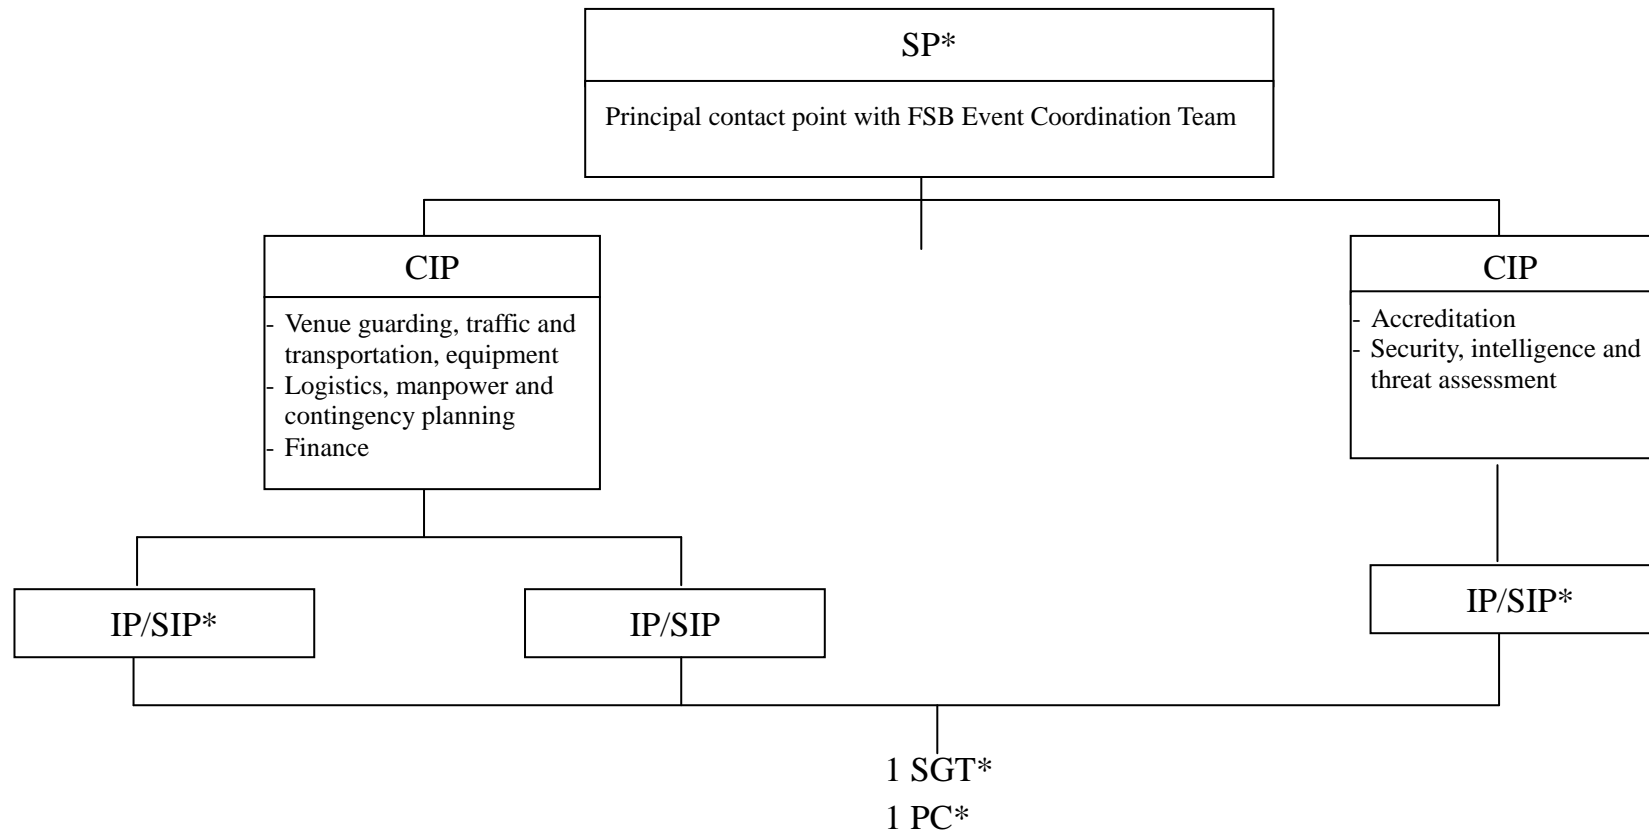 SP*
Principal contact point with FSB Event Coordination Team
CIP
- Venue guarding, traffic and
transportation, equipment
- Logistics, manpower and
contingency planning
- Finance
CIP
- Accreditation
- Security, intelligence and
threat assessment
IP/SIP*
IP/SIP
IP/SIP*
1 SGT*
1 PC*